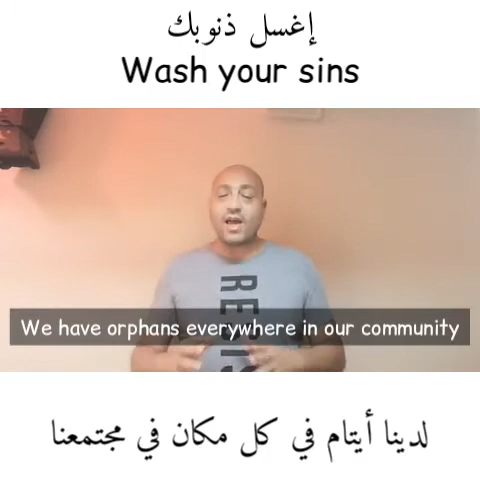 إغسل ذنوبك
Wash your sins
RESIS
We have orphans everywhere in our community
لدينا أيتام في كل مكان في مجتمعنا